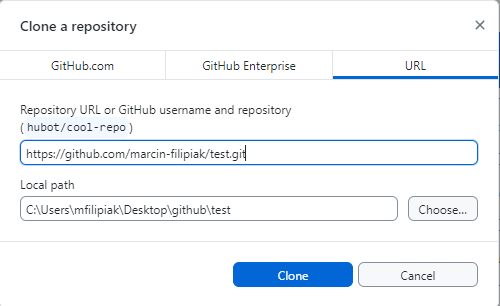 Clone a repository
GitHub.com GitHub Enterprise URL
Repository URL or GitHub username and repository
(hubot/cool-repo)
https://github.com/marcin-filipiak/test.git
Local path
C:\Users\mfilipiak\Desktop\github\test Choose...
Clone Cancel